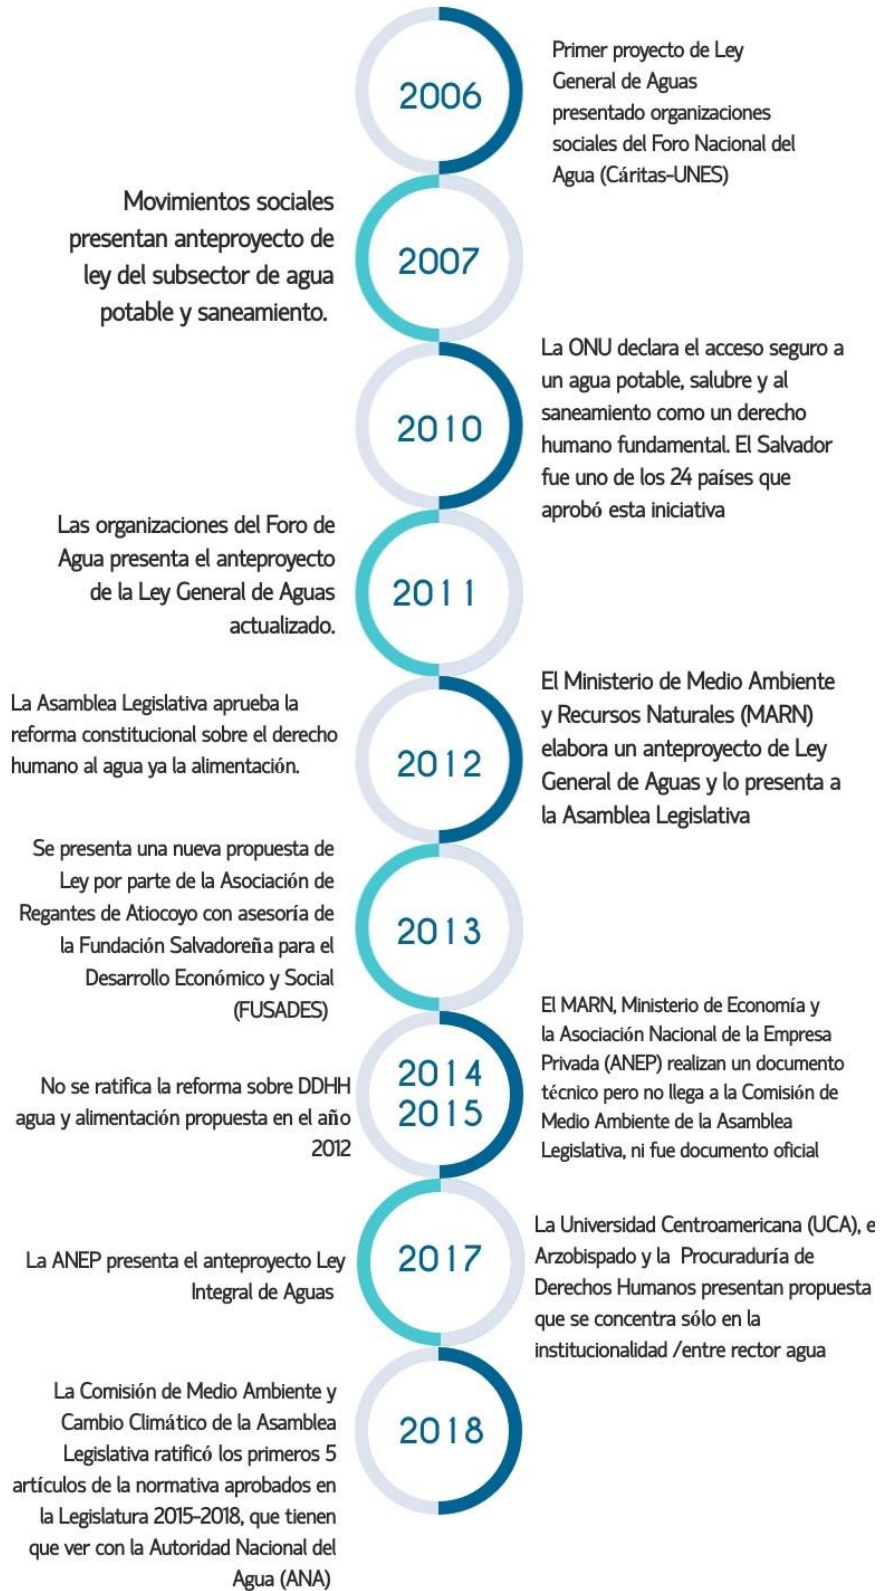 2006
Primer proyecto de Ley
General de Aguas
presentado organizaciones
sociales del Foro Nacional del
Agua (Cáritas-UNES)
Movimientos sociales
presentan anteproyecto de
ley del subsector de agua
potable y saneamiento.
2007
La ONU declara el acceso seguro a
un agua potable, salubre y al
saneamiento como un derecho
humano fundamental. El Salvador
fue uno de los 24 países que
aprobó esta iniciativa
2010
Las organizaciones del Foro de
Agua presenta el anteproyecto
de la Ley General de Aguas
actualizado.
2011
La Asamblea Legislativa aprueba la
reforma constitucional sobre el derecho
humano al agua ya la alimentación.
2012
El Ministerio de Medio Ambiente
y Recursos Naturales (MARN)
elabora un anteproyecto de Ley
General de Aguas y lo presenta a
la Asamblea Legislativa
Se presenta una nueva propuesta de
Ley por parte de la Asociación de
Regantes de Atiocoyo con asesoría de
la Fundación Salvadoreña para el
Desarrollo Económico y Social
(FUSADES)
2013
No se ratifica la reforma sobre DDHH
agua y alimentación propuesta en el año
2012
2014
2015
El MARN, Ministerio de Economía y
la Asociación Nacional de la Empresa
Privada (ANEP) realizan un documento
técnico pero no llega a la Comisión de
Medio Ambiente de la Asamblea
Legislativa, ni fue documento oficial
La ANEP presenta el anteproyecto Ley
Integral de Aguas
2017
La Universidad Centroamericana (UCA), e
Arzobispado y la Procuraduría de
Derechos Humanos presentan propuesta
que se concentra sólo en la
institucionalidad /entre rector agua
La Comisión de Medio Ambiente y
Cambio Climático de la Asamblea
Legislativa ratificó los primeros 5
artículos de la normativa aprobados en
la Legislatura 2015-2018, que tienen
que ver con la Autoridad Nacional del
Agua (ANA)
2018